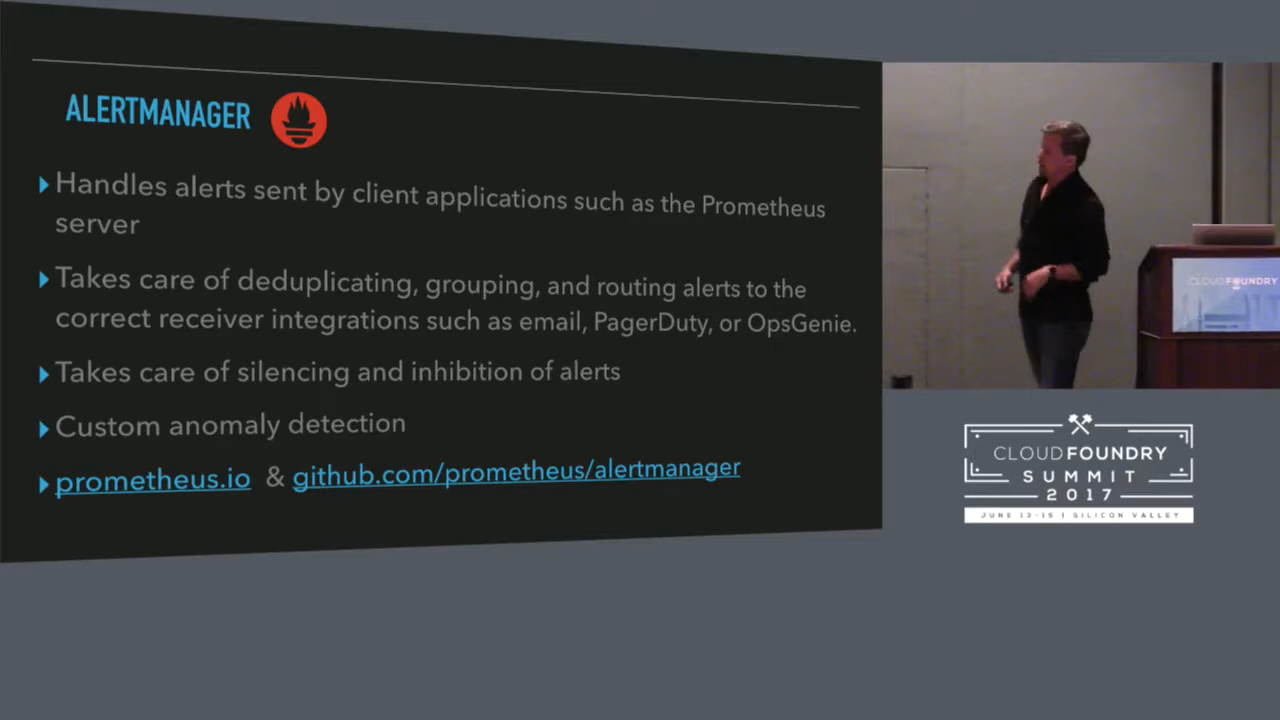 ALERTMANAGER
Handles alerts sent by client applications such as the Prometheus
server
Takes care of deduplicating, grouping, and routing alerts to the
correct receiver integrations such as email, PagerDuty, or OpsGenie.
Takes care of silencing and inhibition of alerts
Custom anomaly detection
prometheus.io & github.com/prometheus/alertmanager
CLOUD FOUNDRY
CLOUD FOUNDRY
SUMMIT
2017
JUNE 13-15 | SILICON VALLEY